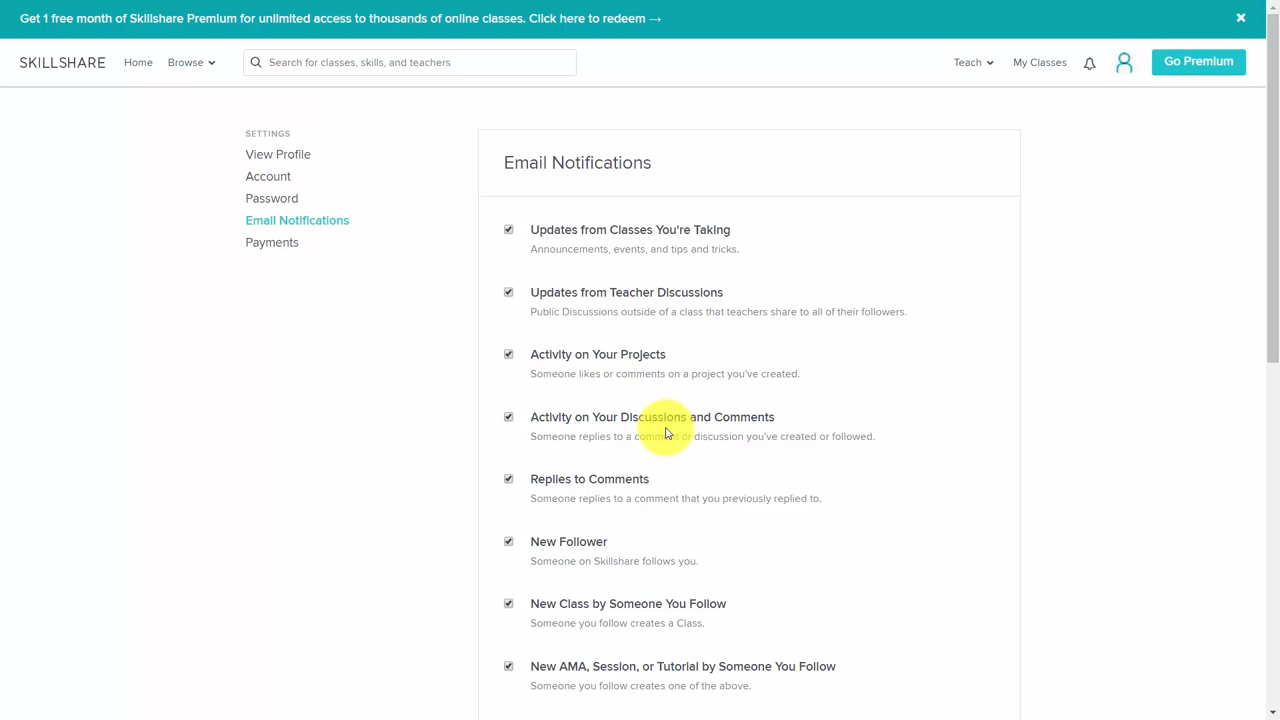 Get 1 free month of Skillshare Premium for unlimited access to thousands of online classes. Click here to redeem → ×
SKILLSHARE Home Browse Search for classes, skills, and teachers Teach My Classes Go Premium
SETTINGS
View Profile
Account
Password
Email Notifications
Payments
Email Notifications
Updates from Classes You're Taking
Announcements, events, and tips and tricks.
Updates from Teacher Discussions
Public Discussions outside of a class that teachers share to all of their followers.
Activity on Your Projects
Someone likes or comments on a project you've created.
Activity on Your Discussions and Comments
Someone replies to a comment or discussion you've created or followed.
Replies to Comments
Someone replies to a comment that you previously replied to.
New Follower
Someone on Skillshare follows you.
New Class by Someone You Follow
Someone you follow creates a Class.
New AMA, Session, or Tutorial by Someone You Follow
Someone you follow creates one of the above.